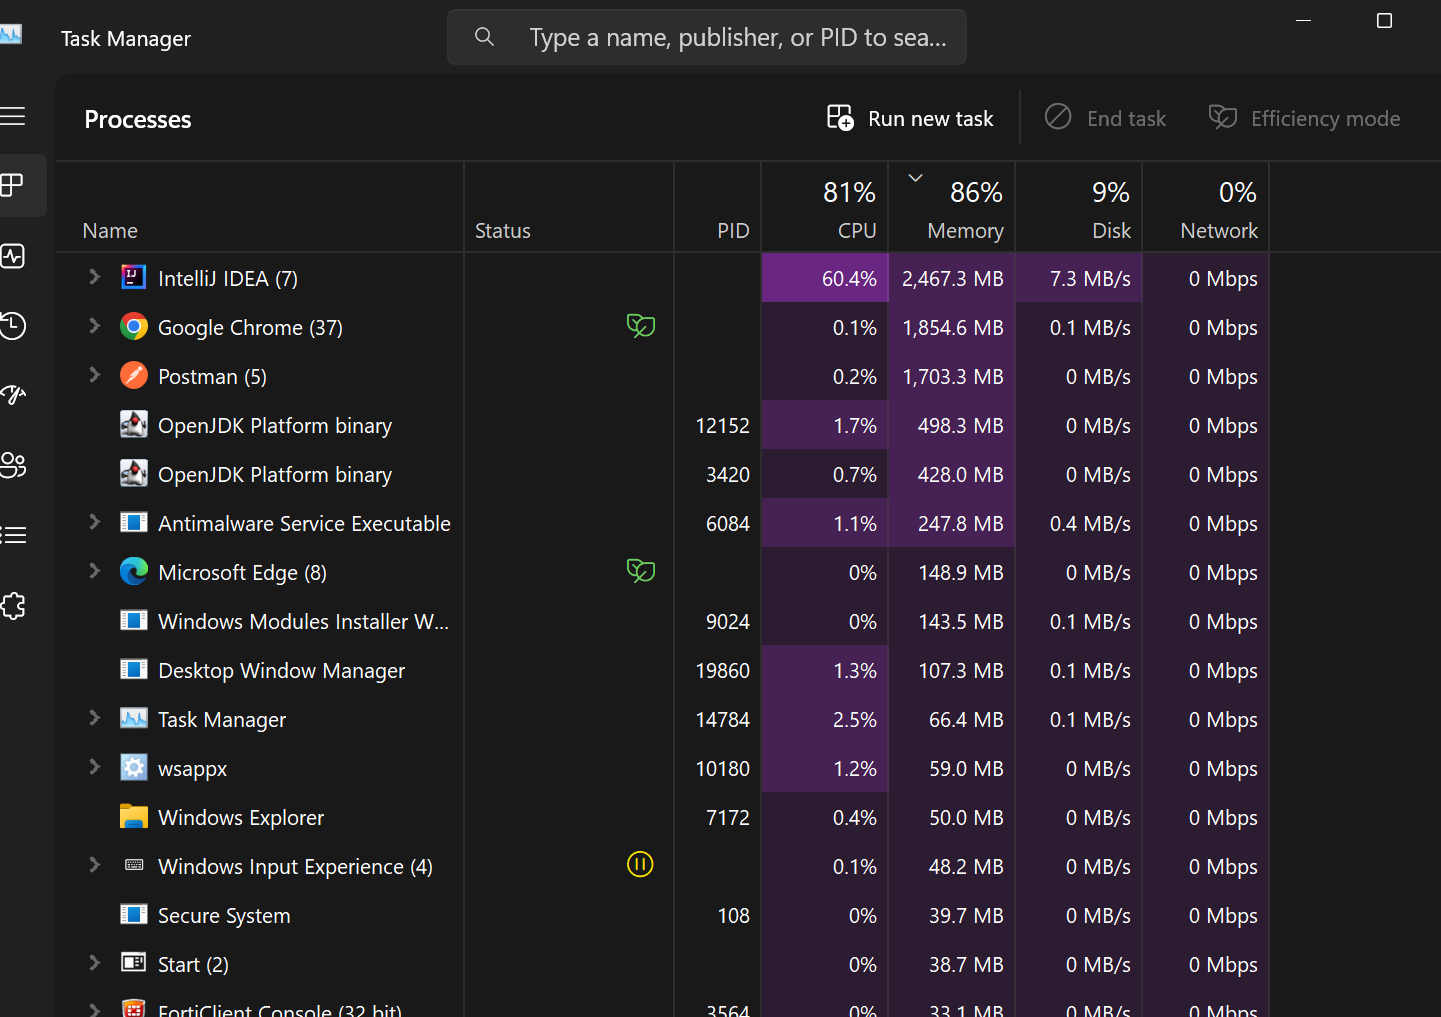 Task Manager
Type a name, publisher, or PID to sea...
Processes
Run new task
End task
Efficiency mode
81% 86% 9% 0%
Name Status PID CPU Memory Disk Network
IntelliJ IDEA (7) 60.4% 2,467.3 MB 7.3 MB/s 0 Mbps
Google Chrome (37) 0.1% 1,854.6 MB 0.1 MB/s 0 Mbps
Postman (5) 0.2% 1,703.3 MB 0 MB/s 0 Mbps
OpenJDK Platform binary 12152 1.7% 498.3 MB 0 MB/s 0 Mbps
OpenJDK Platform binary 3420 0.7% 428.0 MB 0 MB/s 0 Mbps
Antimalware Service Executable 6084 1.1% 247.8 MB 0.4 MB/s 0 Mbps
Microsoft Edge (8) 0% 148.9 MB 0 MB/s 0 Mbps
Windows Modules Installer W... 9024 0% 143.5 MB 0.1 MB/s 0 Mbps
Desktop Window Manager 19860 1.3% 107.3 MB 0.1 MB/s 0 Mbps
Task Manager 14784 2.5% 66.4 MB 0.1 MB/s 0 Mbps
wsappx 10180 1.2% 59.0 MB 0 MB/s 0 Mbps
Windows Explorer 7172 0.4% 50.0 MB 0 MB/s 0 Mbps
Windows Input Experience (4) 0.1% 48.2 MB 0 MB/s 0 Mbps
Secure System 108 0% 39.7 MB 0 MB/s 0 Mbps
Start (2) 0% 38.7 MB 0 MB/s 0 Mbps
FortiClient Console (32 bit) 3564 0% 33.1 MB 0 MB/s 0 Mbps